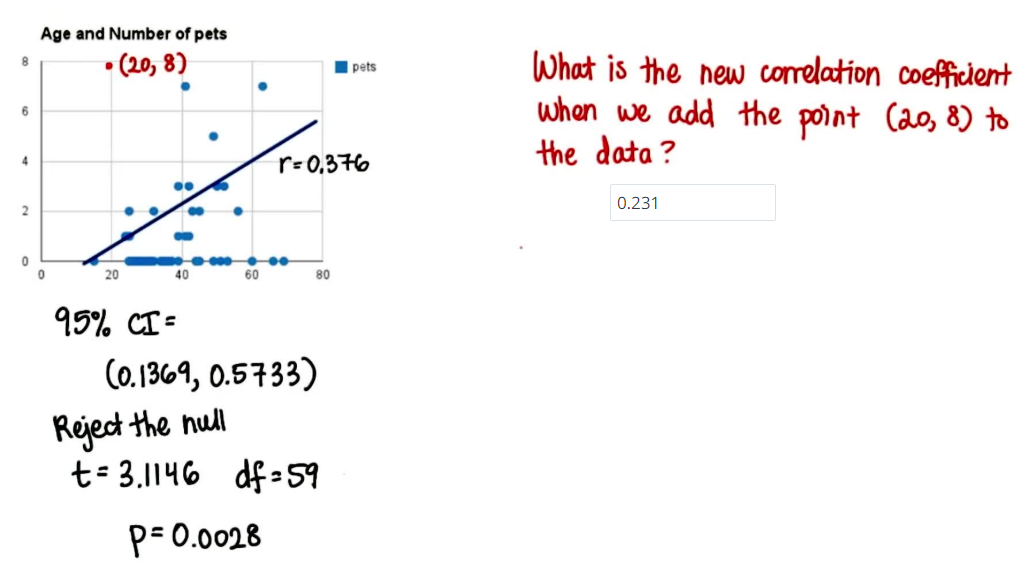 Age and Number of pets
8
(20, 8)
pets
6
4
r=0.376
2
0
0 20 40 60 80
What is the new correlation coefficient
when we add the point (20, 8) to
the data?
0.231
95% CI =
(0.1369, 0.5733)
Reject the null
t= 3.1146 df=59
p=0.0028